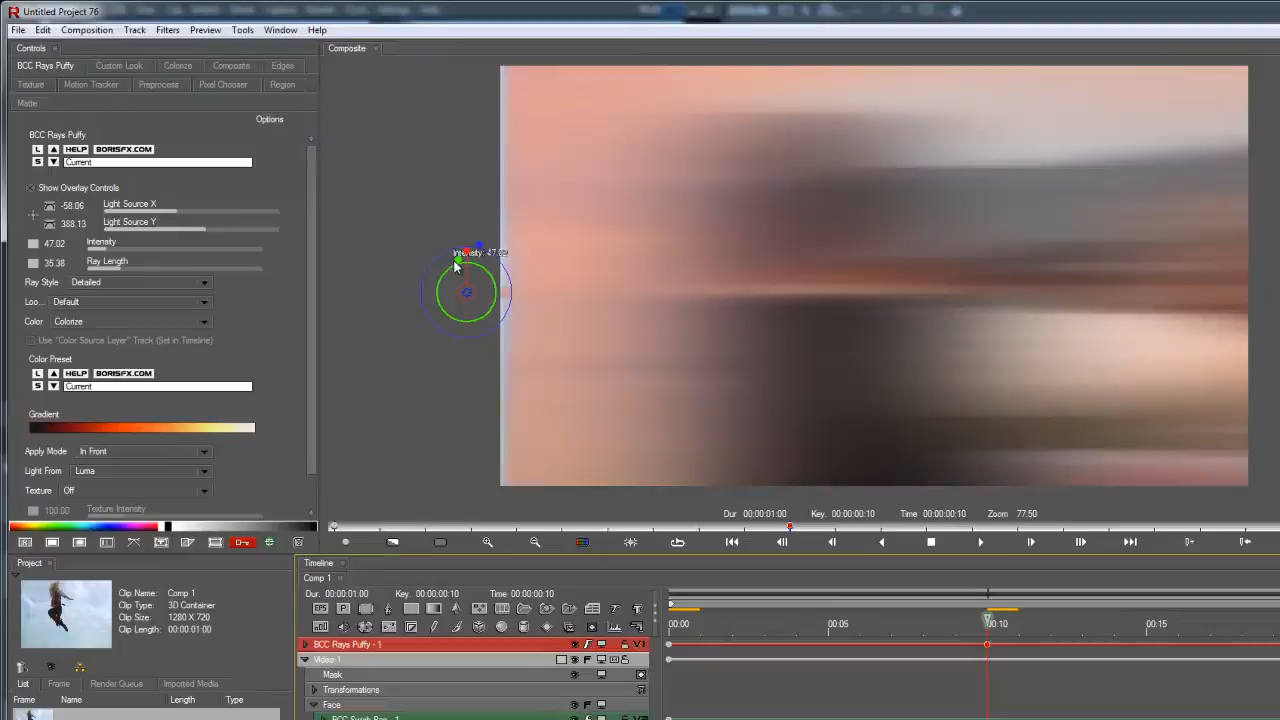 Untitled Project 76
File Edit Composition Track Filters Preview Tools Window Help
Controls
Composite
BCC Rays Puffy Custom Look Colorize Composite Edges
Texture Motion Tracker Preprocess Pixel Chooser Region
Matte
Options
BCC Rays Puffy
L HELP BORISFX.COM
S Current
Show Overlay Controls
-58.06 Light Source X
388.13 Light Source Y
47.02 Intensity
35.38 Ray Length
Intensity: 47.02
Ray Style Detailed
Loo... Default
Color Colorize
Use "Color Source Layer" Track (Set in Timeline)
Color Preset
L HELP BORISFX.COM
S Current
Gradient
Apply Mode In Front
Light From Luma
Texture Off
100.00 Texture Intensity
Dur 00:00:01:00 Key. 00:00:00:10 Time 00:00:00:10 Zoom 77.50
Project
Clip Name: Comp 1
Clip Type: 3D Container
Clip Size: 1280 X 720
Clip Length: 00:00:01:00
List Frame Render Queue Imported Media
Frame Name Length Type
Timeline
Comp 1
Dur: 00:00:01:00 Key: 00:00:00:10 Time: 00:00:00:10
EPS P
T
00:00 00:05 00:10 00:15
BCC Rays Puffy - 1 V1
Video 1
Mask
Transformations
Face